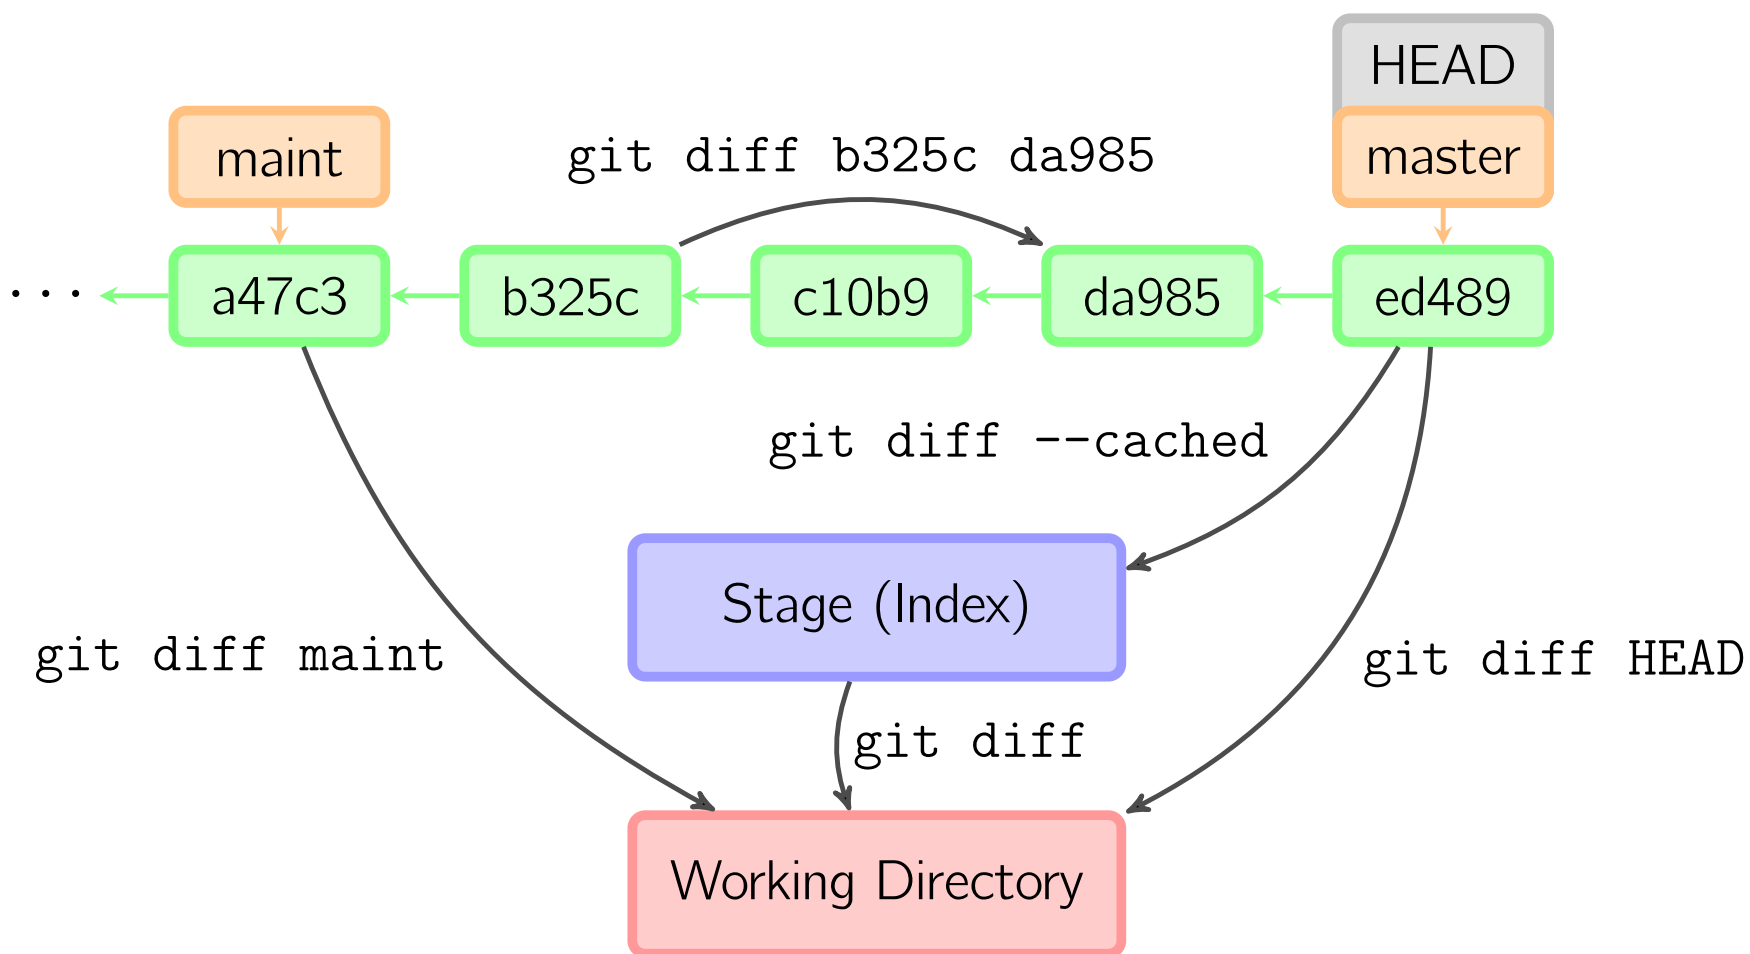 HEAD
maint
git diff b325c da985
master
...
a47c3
b325c
c10b9
da985
ed489
git diff --cached
Stage (Index)
git diff maint
git diff HEAD
git diff
Working Directory